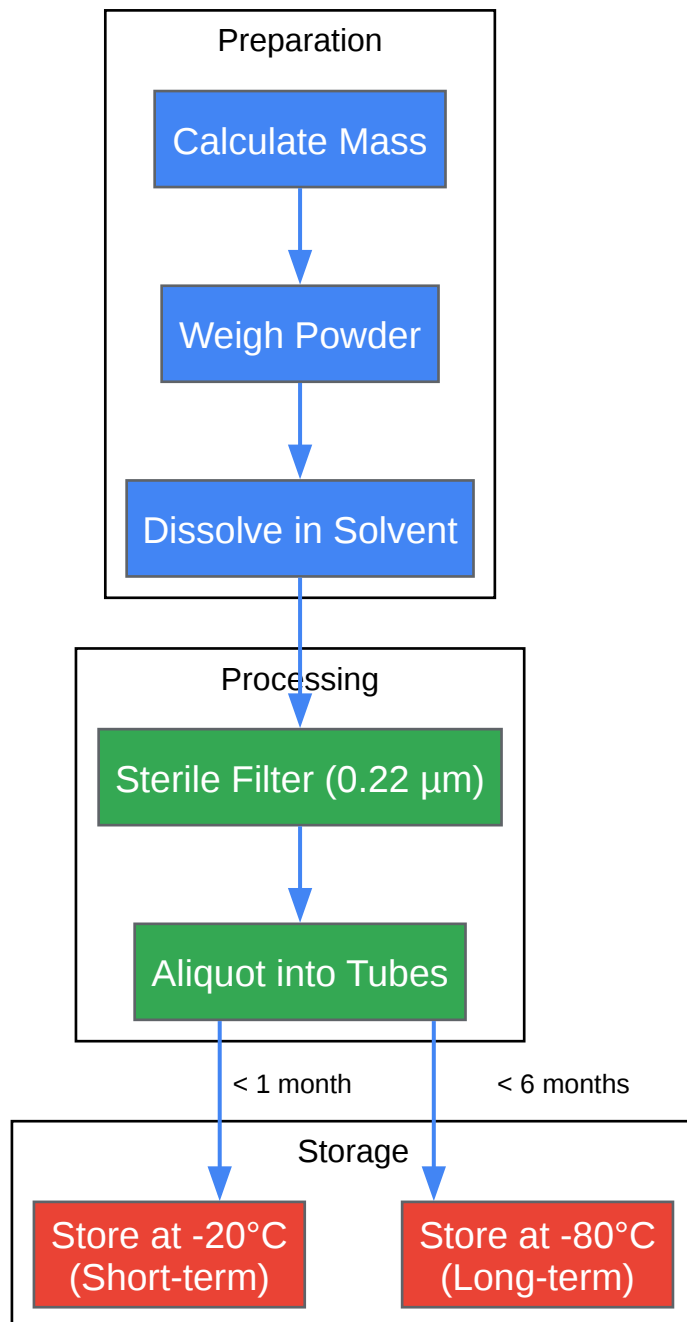 Preparation
Calculate Mass
Weigh Powder
Dissolve in Solvent
Processing
Sterile Filter (0.22 µm)
Aliquot into Tubes
< 1 month
< 6 months
Storage
Store at -20°C
(Short-term)
Store at -80°C
(Long-term)